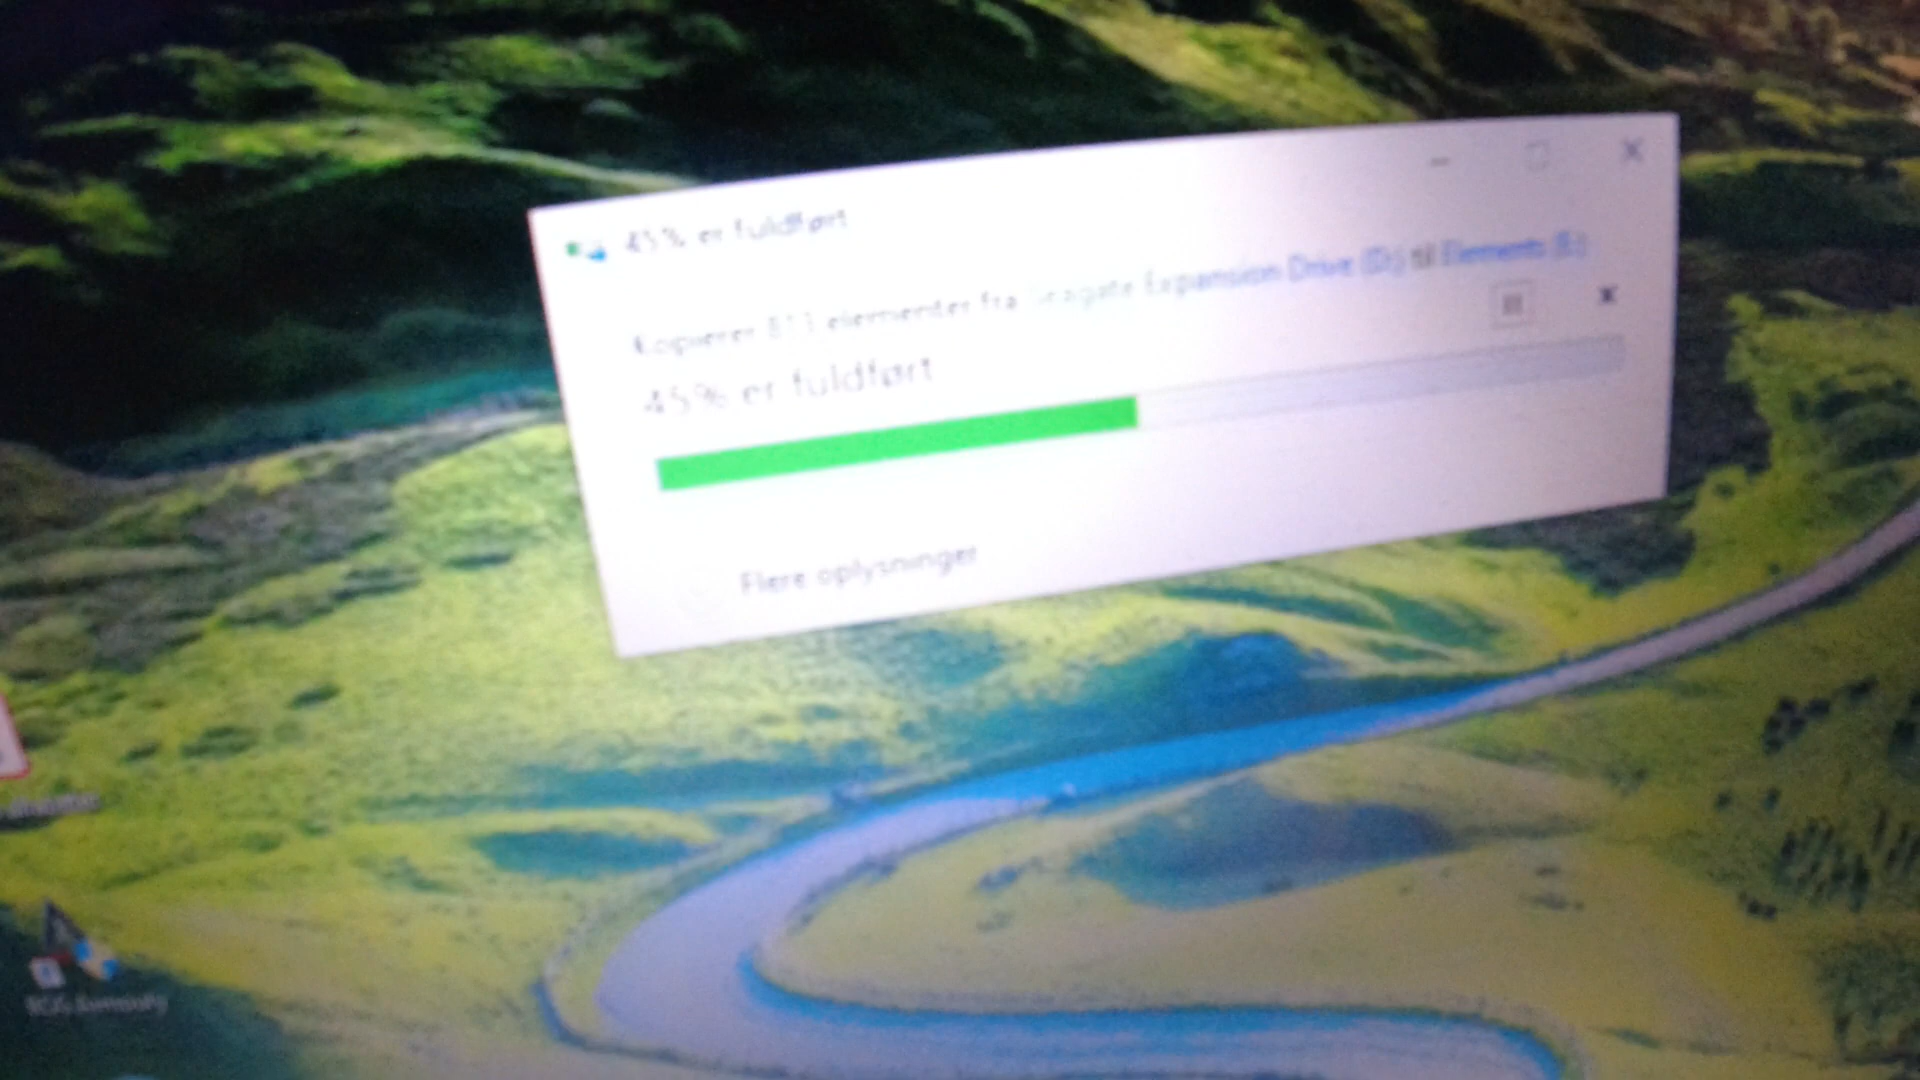 45% er fuldført
Kopierer 811 elementer fra Seagate Expansion Drive (D:) til Elements (E:)
45% er fuldført
Flere oplysninger